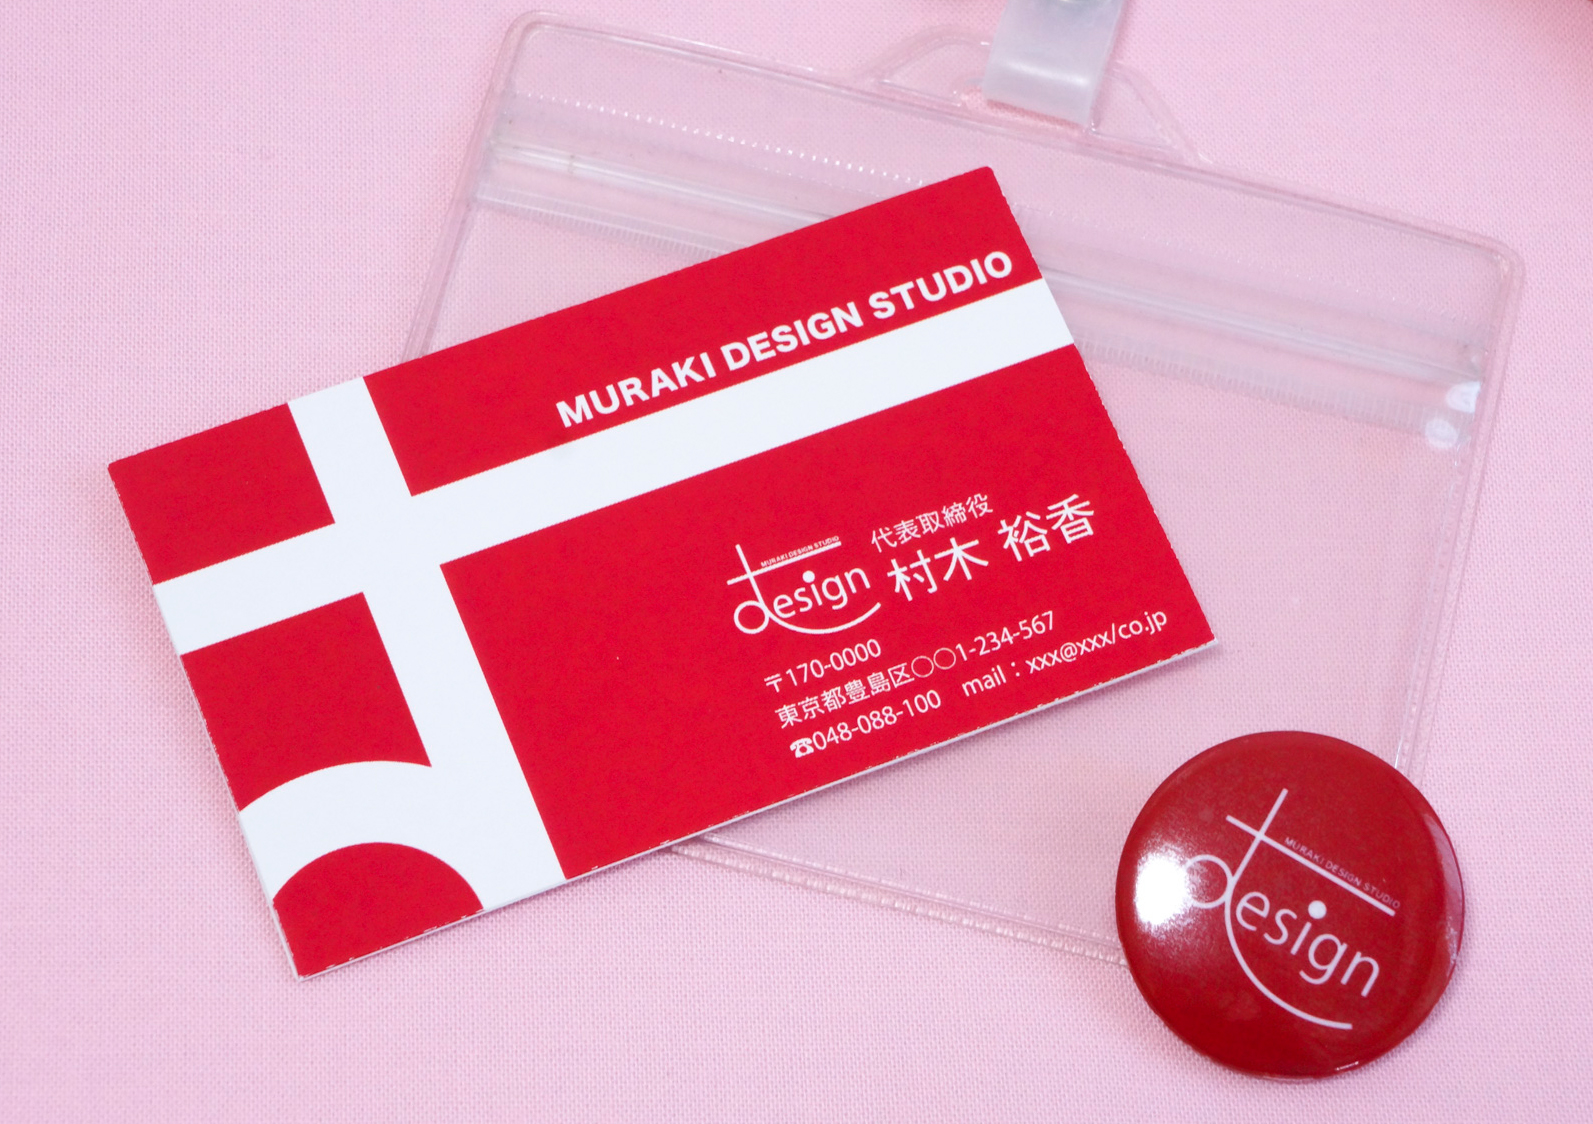 MURAKI DESIGN STUDIO
MURAKI DESIGN STUDIO
design
代表取締役
村木 裕香
〒170-0000
東京都豊島区○○1-234-567
☎048-088-100 mail：xxx@xxx/co.jp
MURAKI DESIGN STUDIO
design